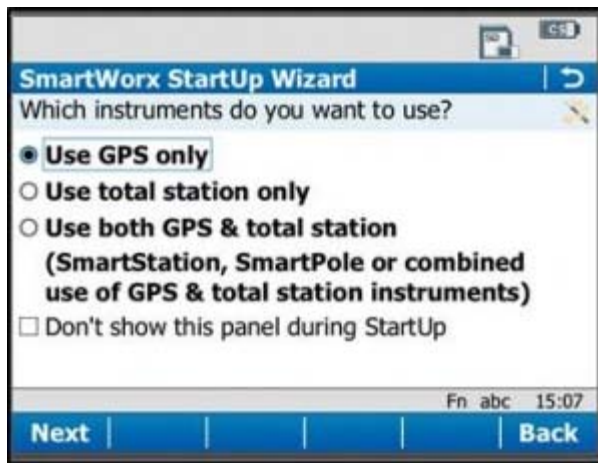 SmartWorx StartUp Wizard
Which instruments do you want to use?
Use GPS only
Use total station only
Use both GPS & total station
(SmartStation, SmartPole or combined
use of GPS & total station instruments)
Don't show this panel during StartUp
Fn abc 15:07
Next Back